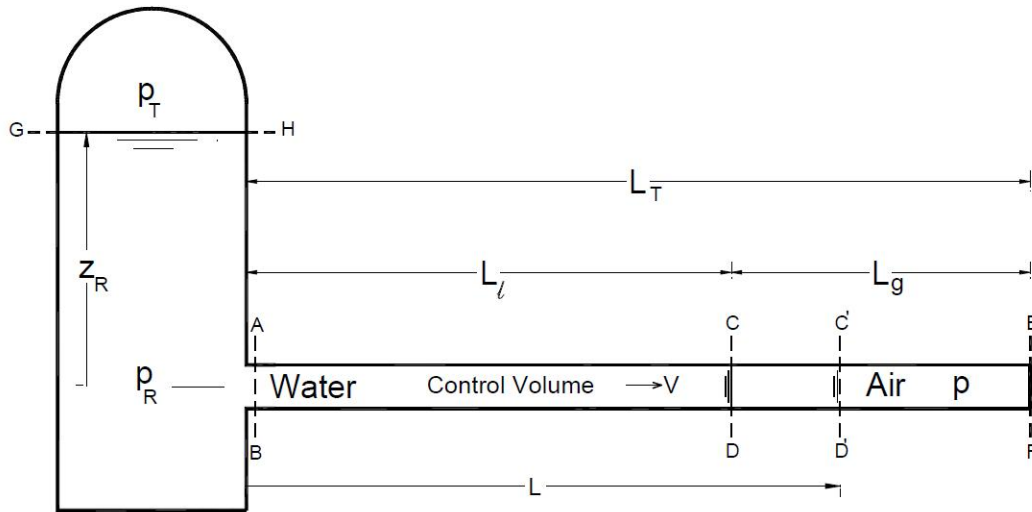 p_T
G H
L_T
z_R
L_ℓ L_g
A C C' E
p_R Water Control Volume V Air p
B D D' F
L